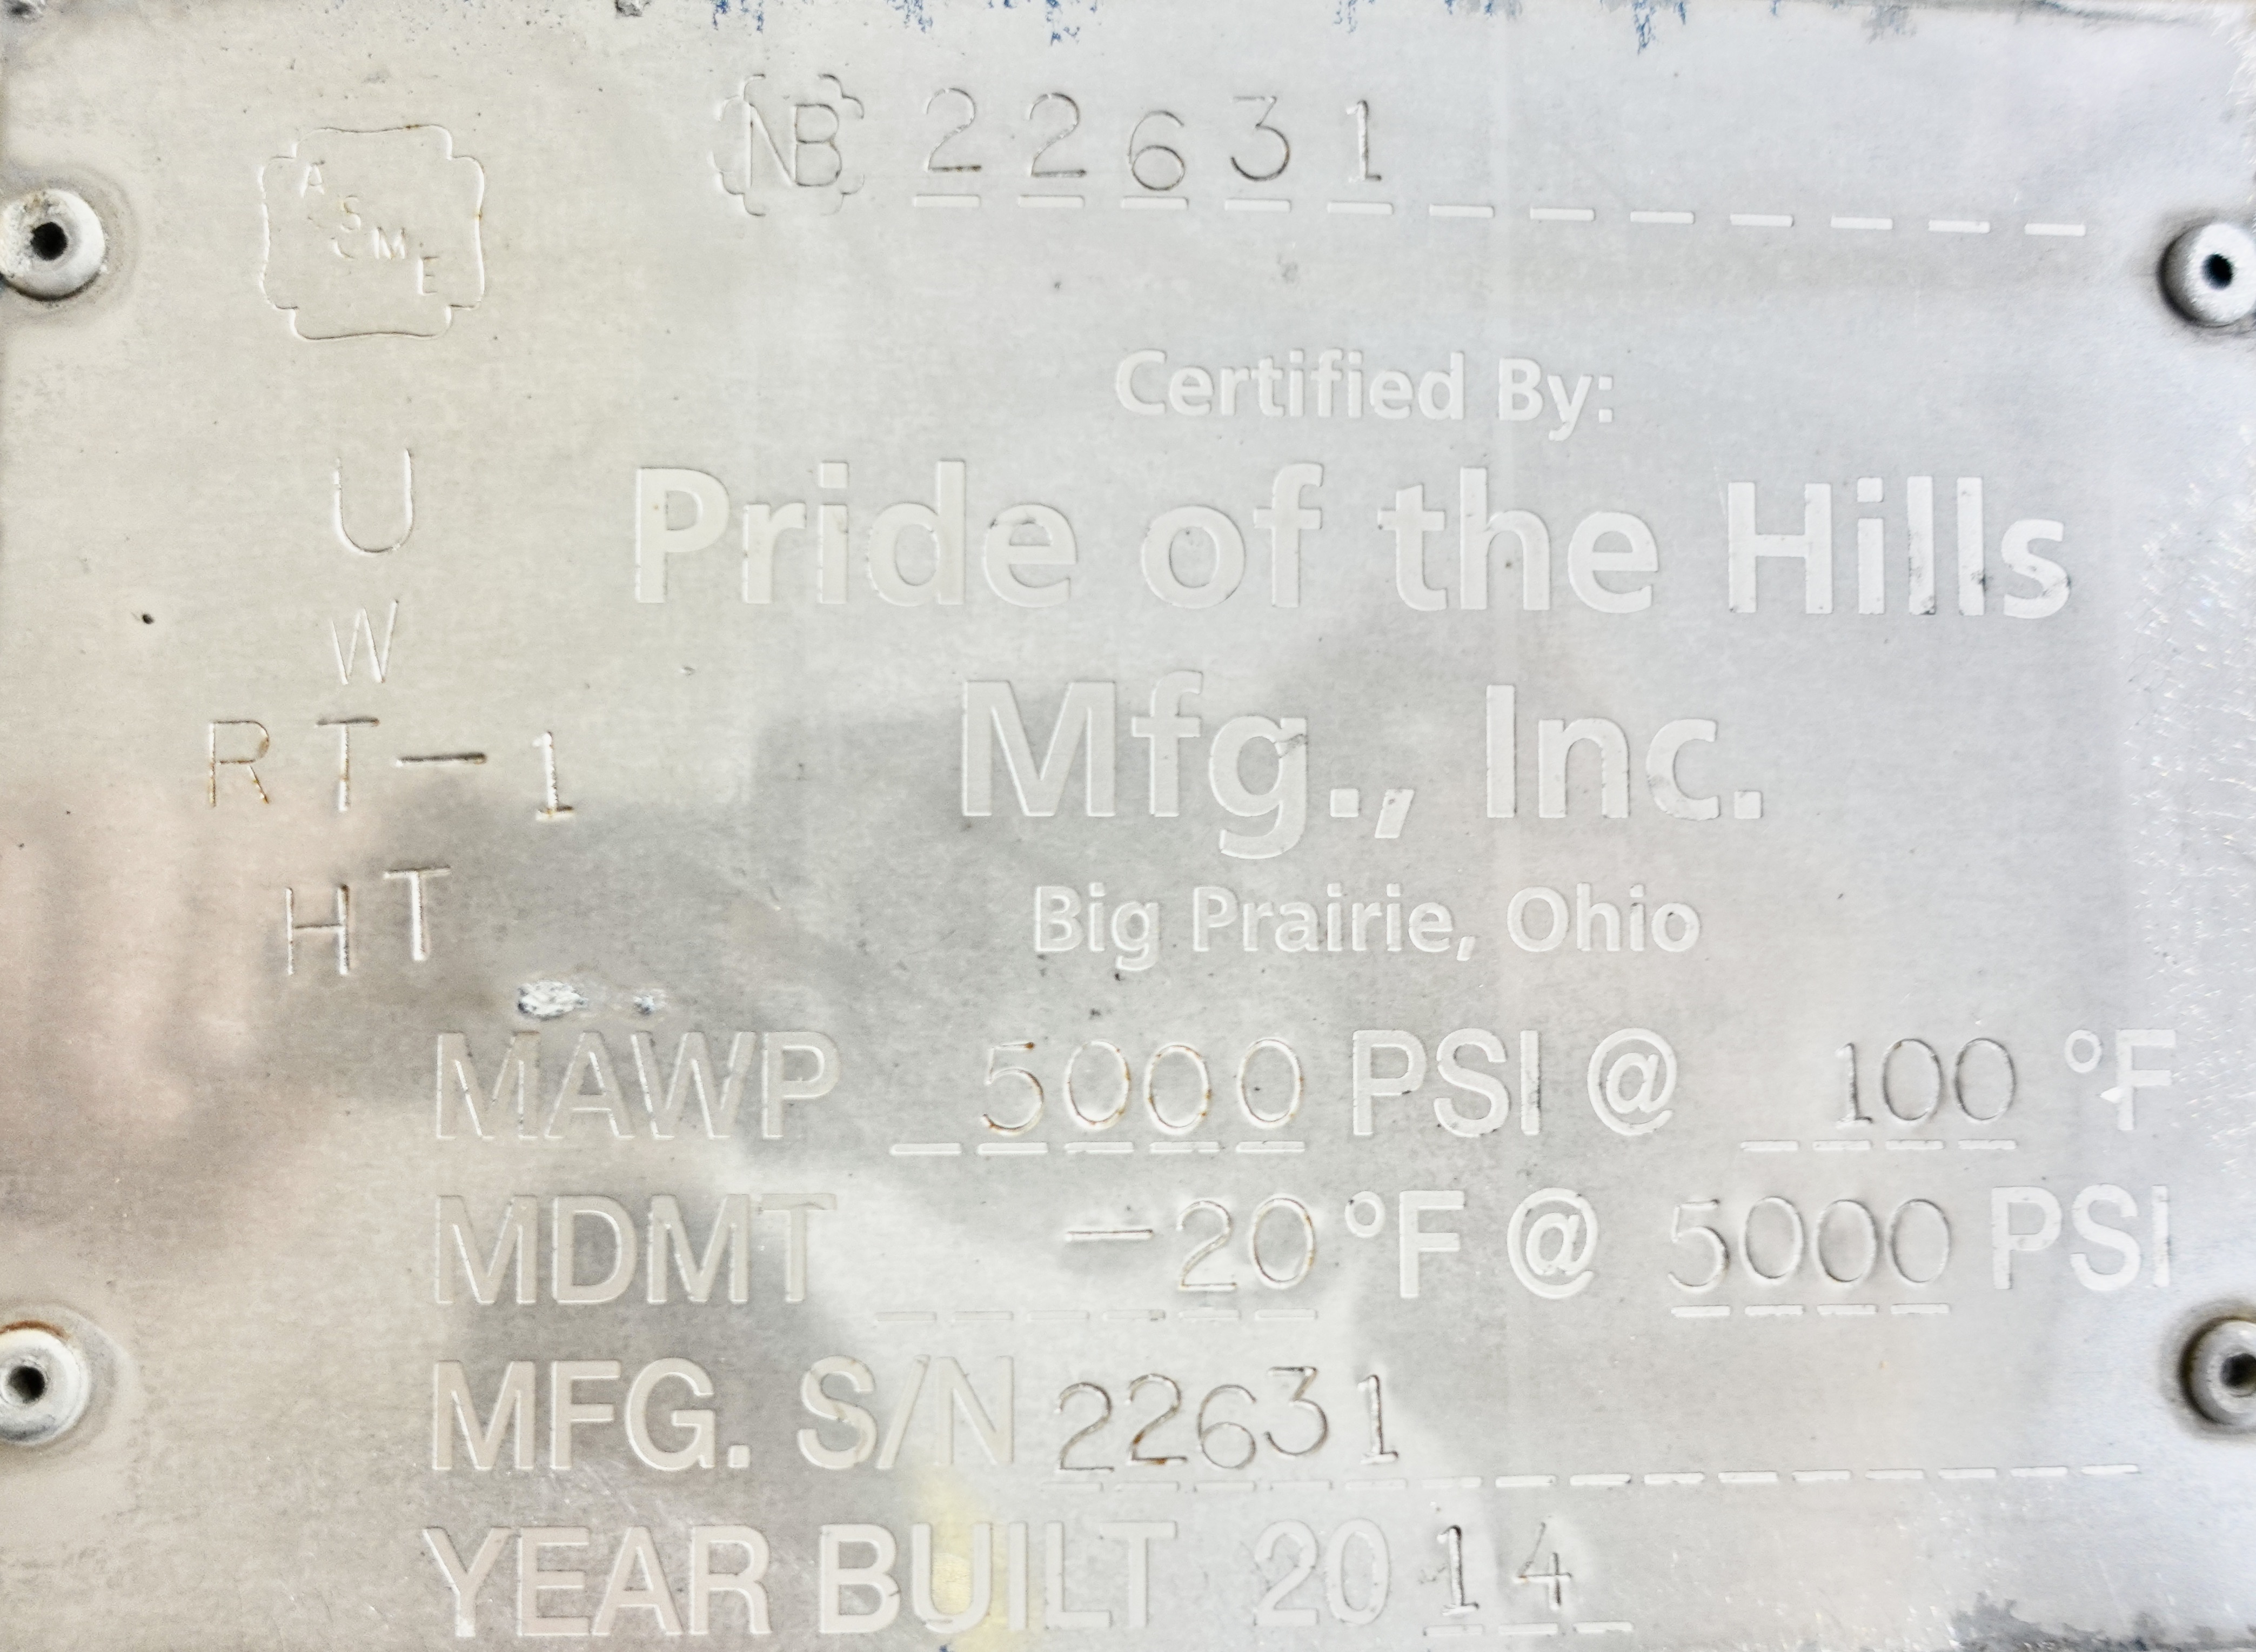 NB 22631
ASME
Certified By:
U
Pride of the Hills
W
Mfg., Inc.
RT-1
HT
Big Prairie, Ohio
MAWP 5000 PSI @ 100 °F
MDMT -20 °F @ 5000 PSI
MFG. S/N 22631
YEAR BUILT 2014